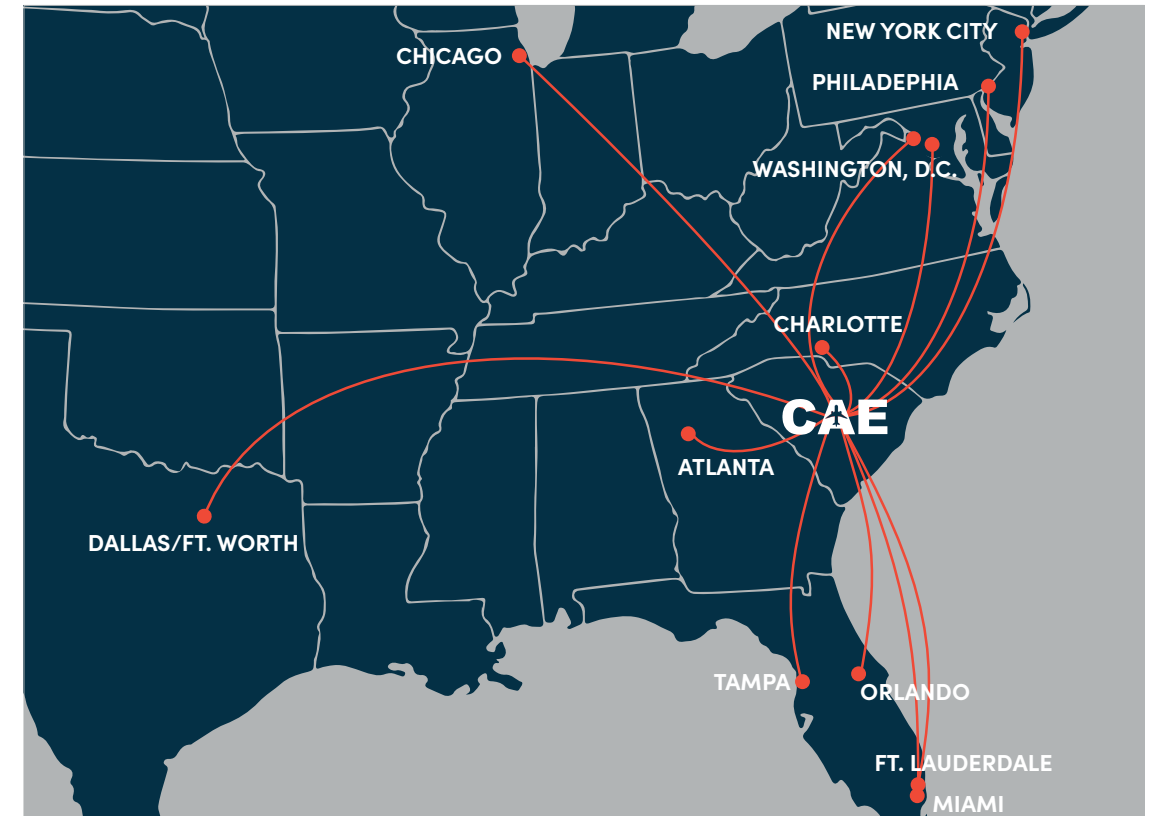 NEW YORK CITY
CHICAGO
PHILADEPHIA
WASHINGTON, D.C.
CHARLOTTE
CAE
ATLANTA
DALLAS/FT. WORTH
TAMPA
ORLANDO
FT. LAUDERDALE
MIAMI